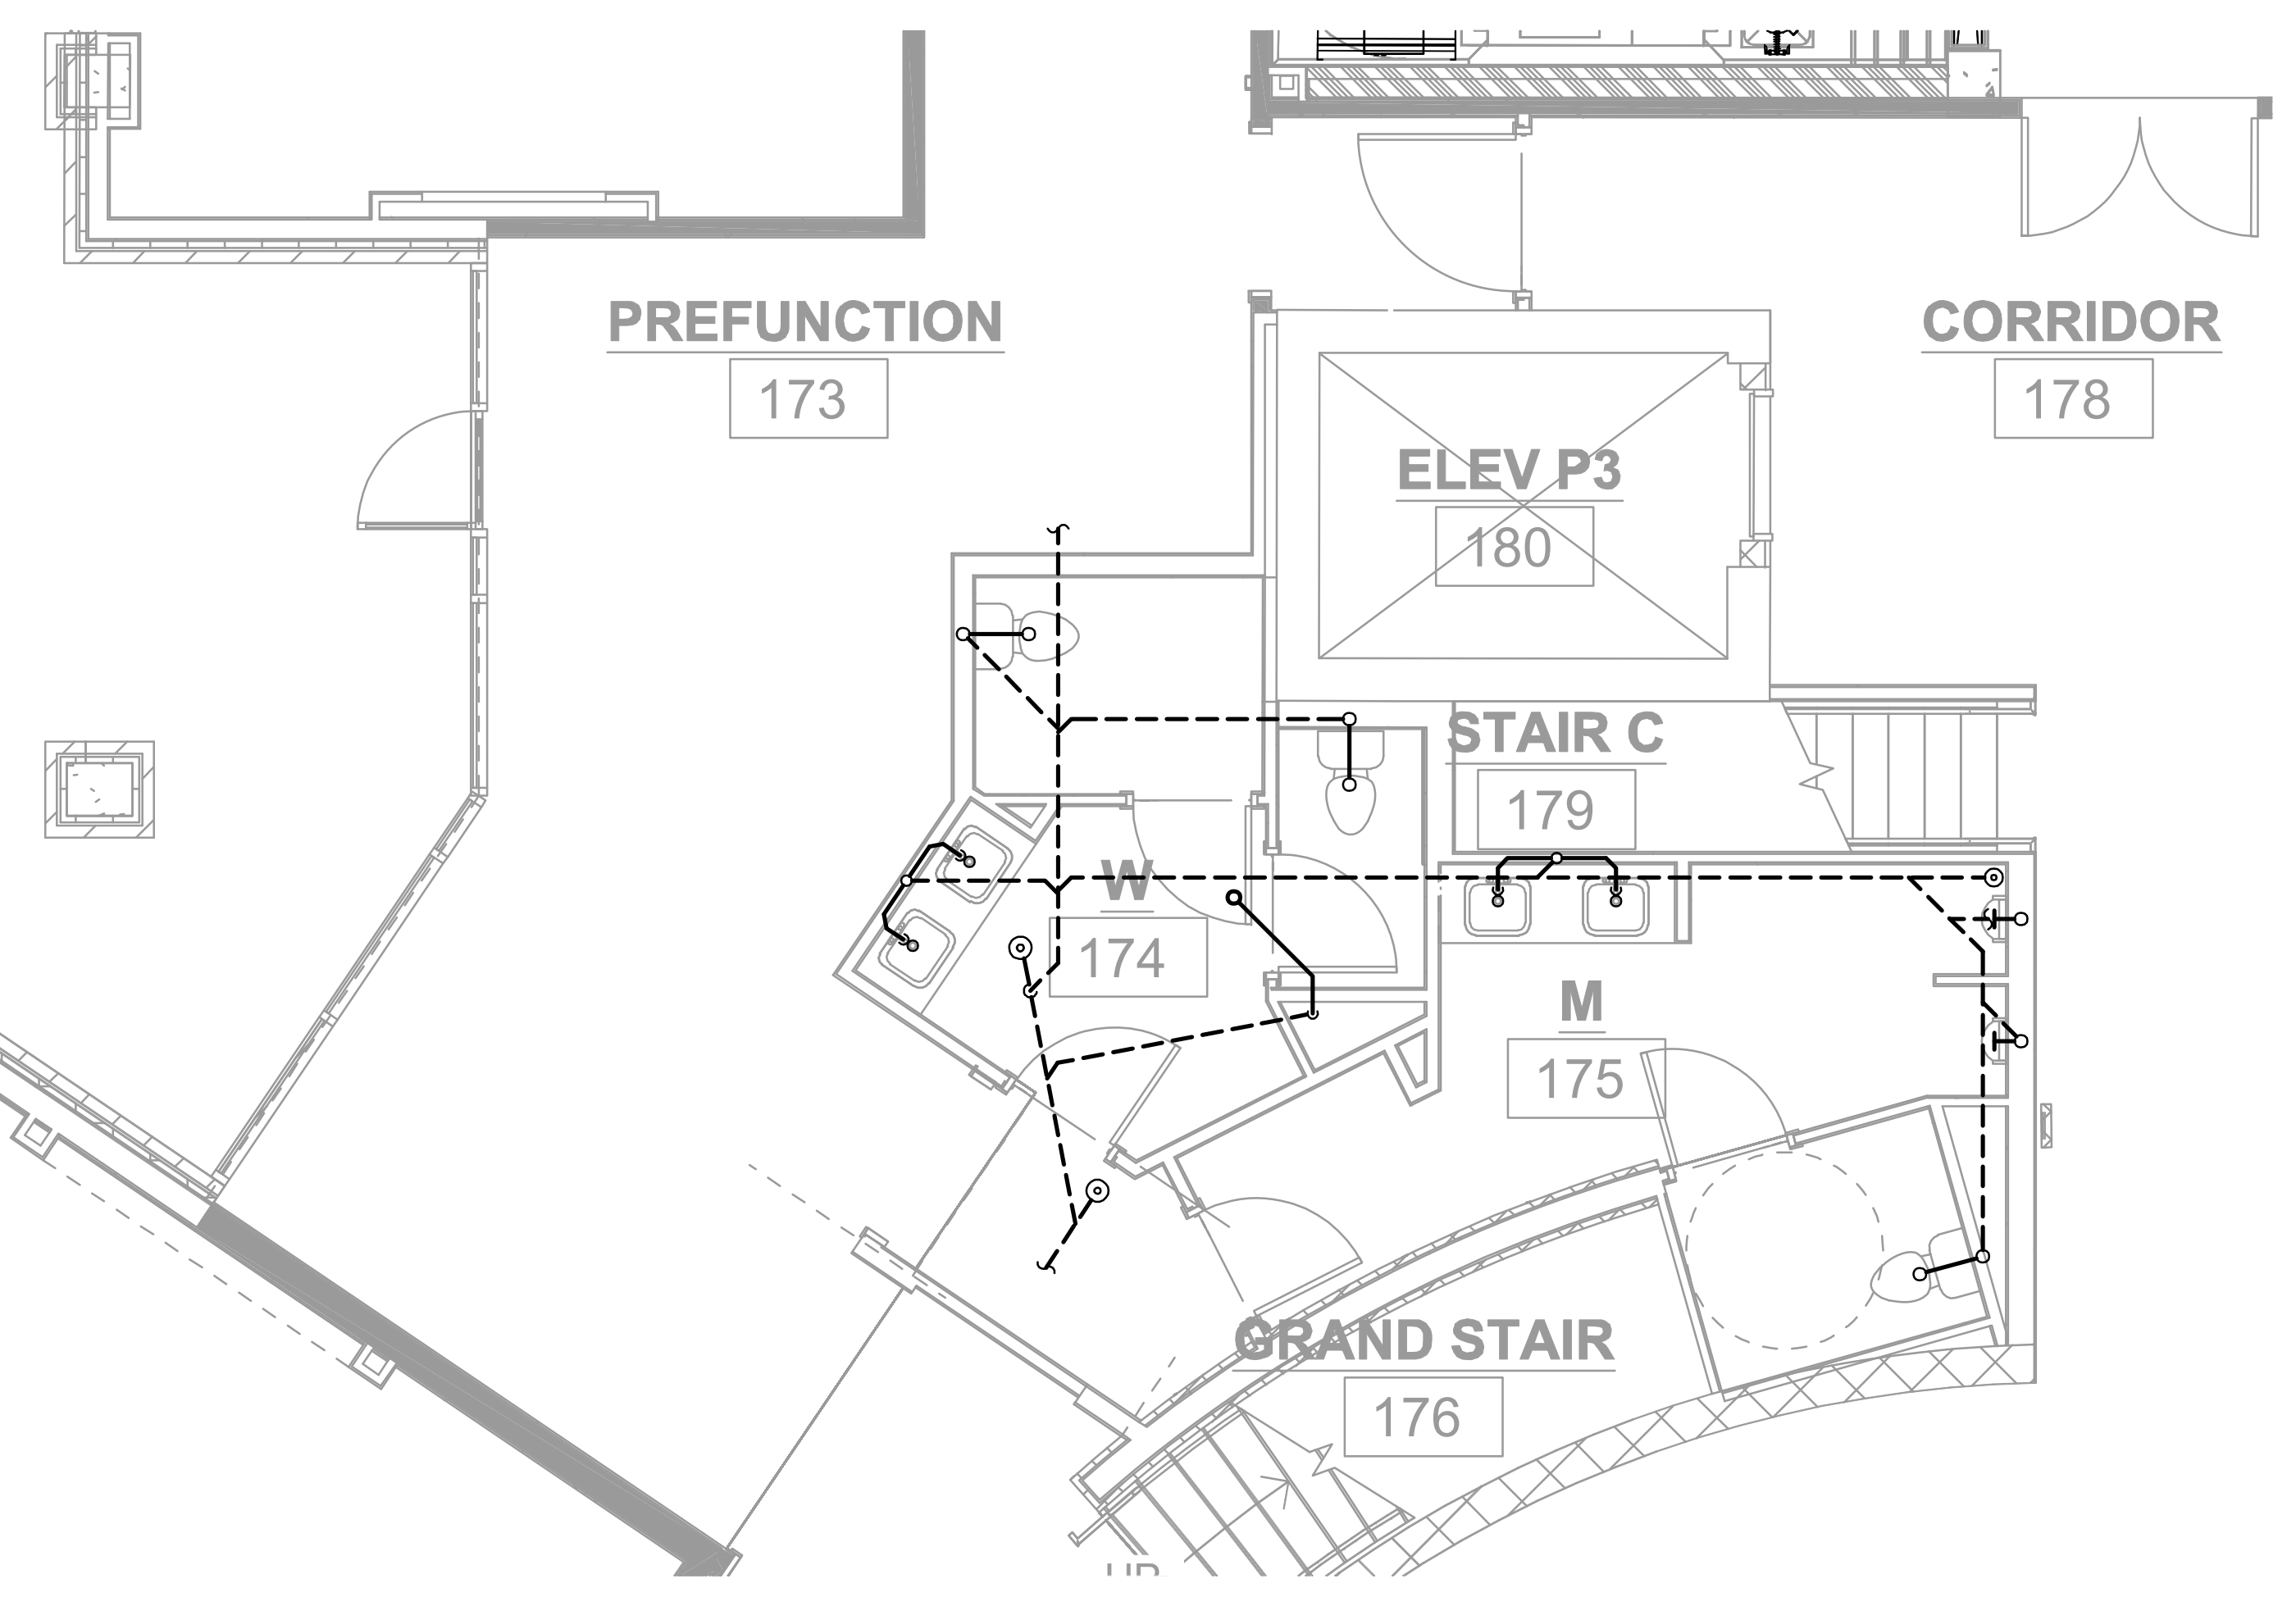 PREFUNCTION
173
CORRIDOR
178
ELEV P3
180
STAIR C
179
W
174
M
175
GRAND STAIR
176